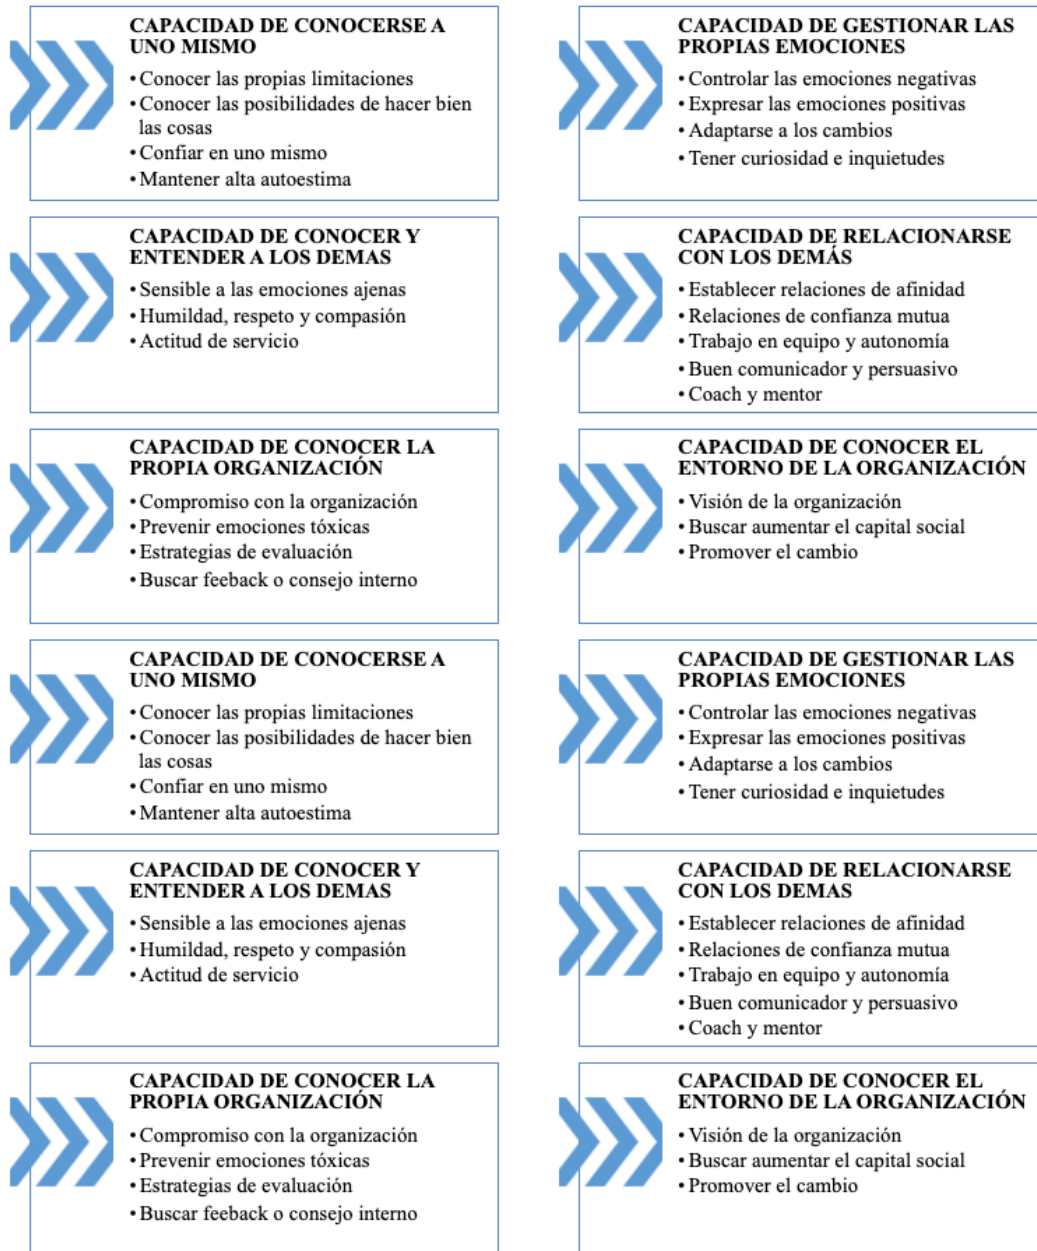 CAPACIDAD DE CONOCERSE A
UNO MISMO
• Conocer las propias limitaciones
• Conocer las posibilidades de hacer bien
las cosas
• Confiar en uno mismo
• Mantener alta autoestima
CAPACIDAD DE GESTIONAR LAS
PROPIAS EMOCIONES
• Controlar las emociones negativas
• Expresar las emociones positivas
• Adaptarse a los cambios
• Tener curiosidad e inquietudes
CAPACIDAD DE CONOCER Y
ENTENDER A LOS DEMAS
• Sensible a las emociones ajenas
• Humildad, respeto y compasión
• Actitud de servicio
CAPACIDAD DE RELACIONARSE
CON LOS DEMÁS
• Establecer relaciones de afinidad
• Relaciones de confianza mutua
• Trabajo en equipo y autonomía
• Buen comunicador y persuasivo
• Coach y mentor
CAPACIDAD DE CONOCER LA
PROPIA ORGANIZACIÓN
• Compromiso con la organización
• Prevenir emociones tóxicas
• Estrategias de evaluación
• Buscar feeback o consejo interno
CAPACIDAD DE CONOCER EL
ENTORNO DE LA ORGANIZACIÓN
• Visión de la organización
• Buscar aumentar el capital social
• Promover el cambio
CAPACIDAD DE CONOCERSE A
UNO MISMO
• Conocer las propias limitaciones
• Conocer las posibilidades de hacer bien
las cosas
• Confiar en uno mismo
• Mantener alta autoestima
CAPACIDAD DE GESTIONAR LAS
PROPIAS EMOCIONES
• Controlar las emociones negativas
• Expresar las emociones positivas
• Adaptarse a los cambios
• Tener curiosidad e inquietudes
CAPACIDAD DE CONOCER Y
ENTENDER A LOS DEMAS
• Sensible a las emociones ajenas
• Humildad, respeto y compasión
• Actitud de servicio
CAPACIDAD DE RELACIONARSE
CON LOS DEMAS
• Establecer relaciones de afinidad
• Relaciones de confianza mutua
• Trabajo en equipo y autonomía
• Buen comunicador y persuasivo
• Coach y mentor
CAPACIDAD DE CONOCER LA
PROPIA ORGANIZACIÓN
• Compromiso con la organización
• Prevenir emociones tóxicas
• Estrategias de evaluación
• Buscar feeback o consejo interno
CAPACIDAD DE CONOCER EL
ENTORNO DE LA ORGANIZACIÓN
• Visión de la organización
• Buscar aumentar el capital social
• Promover el cambio